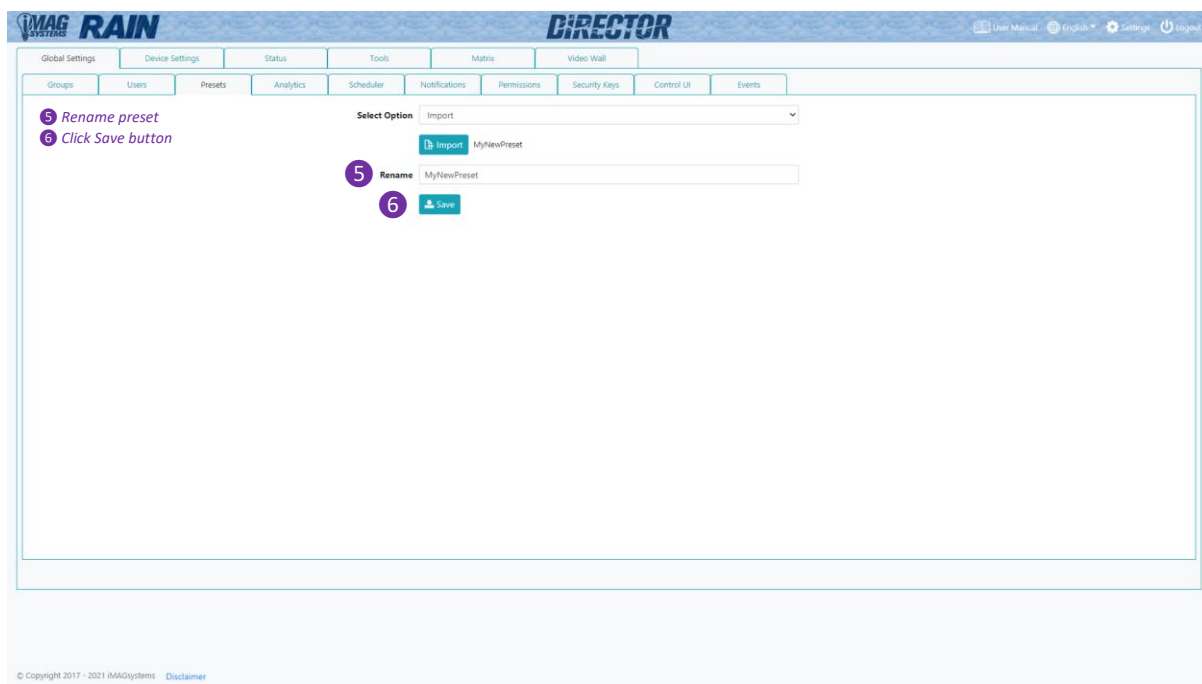 iMAG SYSTEMS RAIN DiRECTOR User Manual English Settings Logout
Global Settings Device Settings Status Tools Matrix Video Wall
Groups Users Presets Analytics Scheduler Notifications Permissions Security Keys Control UI Events
5 Rename preset
6 Click Save button
Select Option Import
Import MyNewPreset
5 Rename MyNewPreset
6 Save
© Copyright 2017 - 2021 iMAGsystems Disclaimer